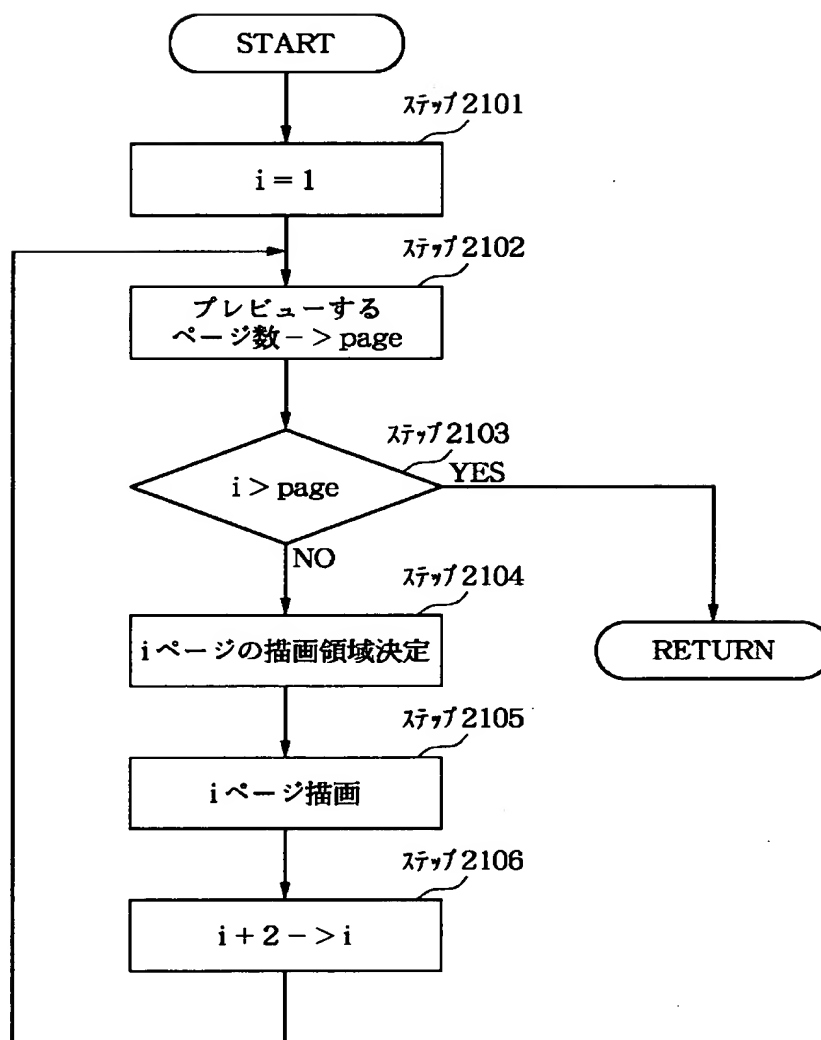 START
ｽﾃｯﾌﾟ2101
i = 1
ｽﾃｯﾌﾟ2102
プレビューする
ページ数－> page
ｽﾃｯﾌﾟ2103
i > page
YES
NO
ｽﾃｯﾌﾟ2104
iページの描画領域決定
RETURN
ｽﾃｯﾌﾟ2105
iページ描画
ｽﾃｯﾌﾟ2106
i + 2 －> i